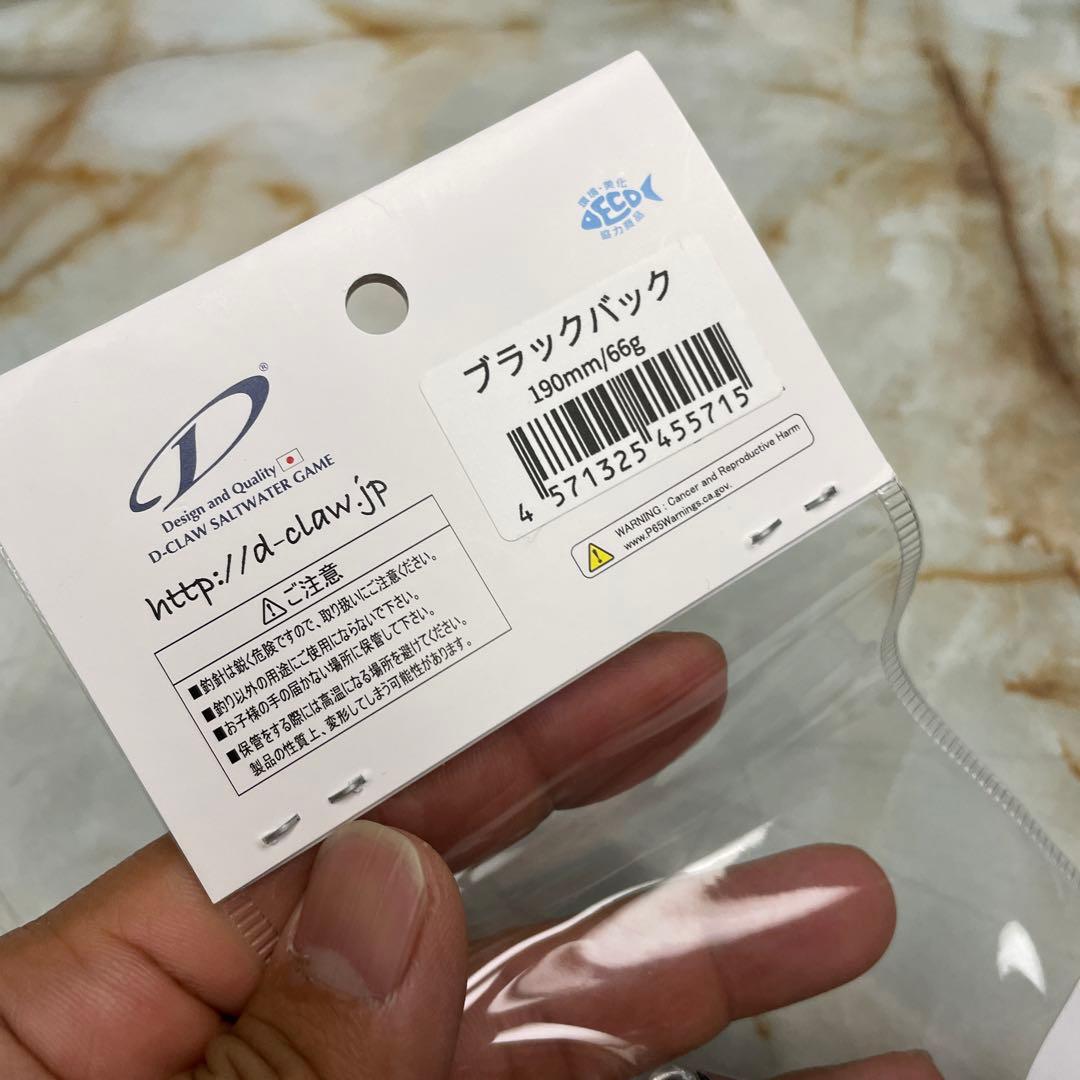 環境・美化
DECO
協力商品
ブラックバック
190mm/66g
4 571325 455715
WARNING : Cancer and Reproductive Harm
www.P65Warnings.ca.gov.
D®
Design and Quality
D-CLAW SALTWATER GAME
http://d-claw.jp
ご注意
■釣針は鋭く危険ですので、取り扱いにご注意ください。
■釣り以外の用途にご使用にならないで下さい。
■お子様の手の届かない場所に保管して下さい。
■保管をする際には高温になる場所を避けてください。
製品の性質上、変形してしまう可能性があります。